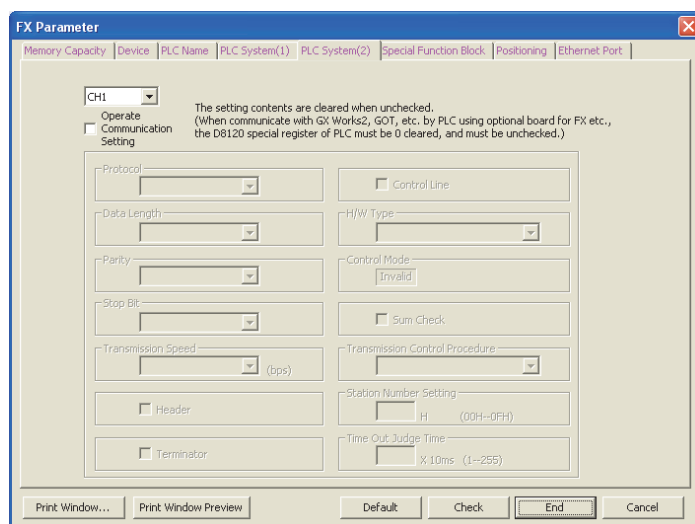 FX Parameter
Memory Capacity Device PLC Name PLC System(1) PLC System(2) Special Function Block Positioning Ethernet Port
CH1
Operate
Communication
Setting
The setting contents are cleared when unchecked.
(When communicate with GX Works2, GOT, etc. by PLC using optional board for FX etc.,
the D8120 special register of PLC must be 0 cleared, and must be unchecked.)
Protocol
Control Line
Data Length
H/W Type
Parity
Control Mode
Invalid
Stop Bit
Sum Check
Transmission Speed
(bps)
Transmission Control Procedure
Header
Station Number Setting
H (00H--0FH)
Terminator
Time Out Judge Time
X 10ms (1--255)
Print Window... Print Window Preview Default Check End Cancel